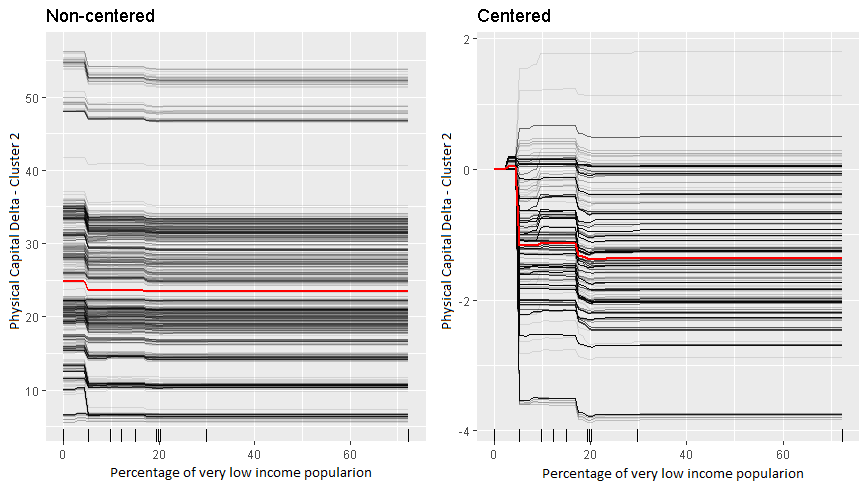 Non-centered
Physical Capital Delta - Cluster 2
50
40
30
20
10
0
20
40
60
Percentage of very low income popularion
Centered
Physical Capital Delta - Cluster 2
2
0
-2
-4
0
20
40
60
Percentage of very low income popularion